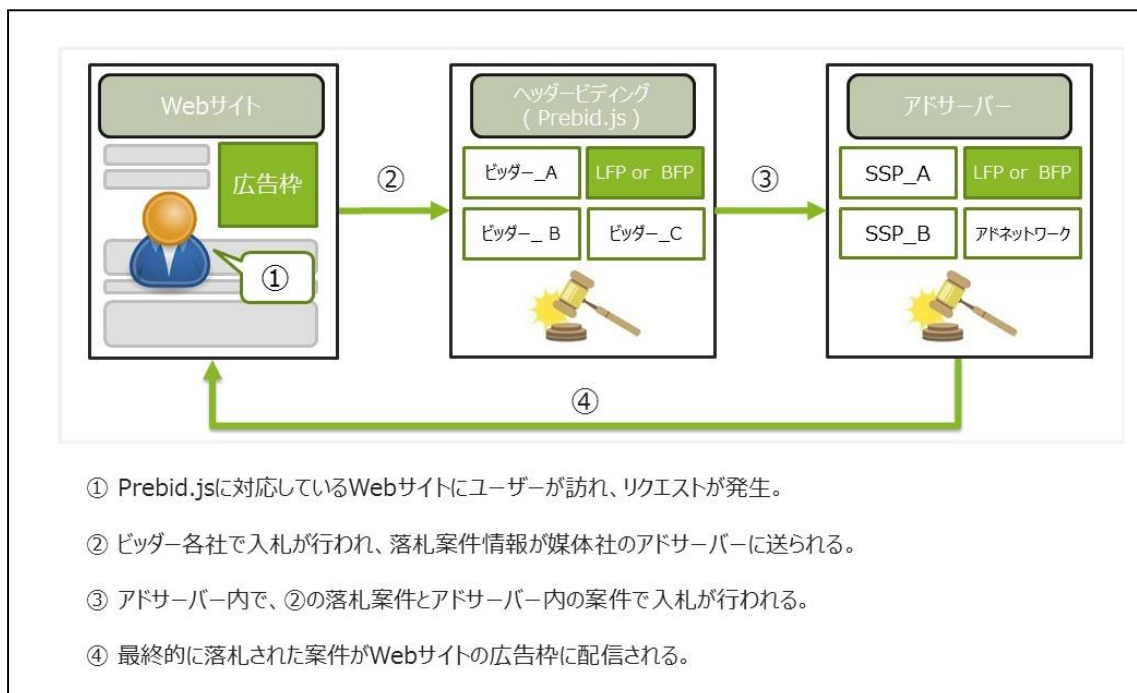 Webサイト
広告枠
①
②
ヘッダービディング
( Prebid.js )
ビッダー_A
LFP or BFP
ビッダー_ B
ビッダー_C
③
アドサーバー
SSP_A
LFP or BFP
SSP_B
アドネットワーク
④
① Prebid.jsに対応しているWebサイトにユーザーが訪れ、リクエストが発生。
② ビッダー各社で入札が行われ、落札案件情報が媒体社のアドサーバーに送られる。
③ アドサーバー内で、②の落札案件とアドサーバー内の案件で入札が行われる。
④ 最終的に落札された案件がWebサイトの広告枠に配信される。